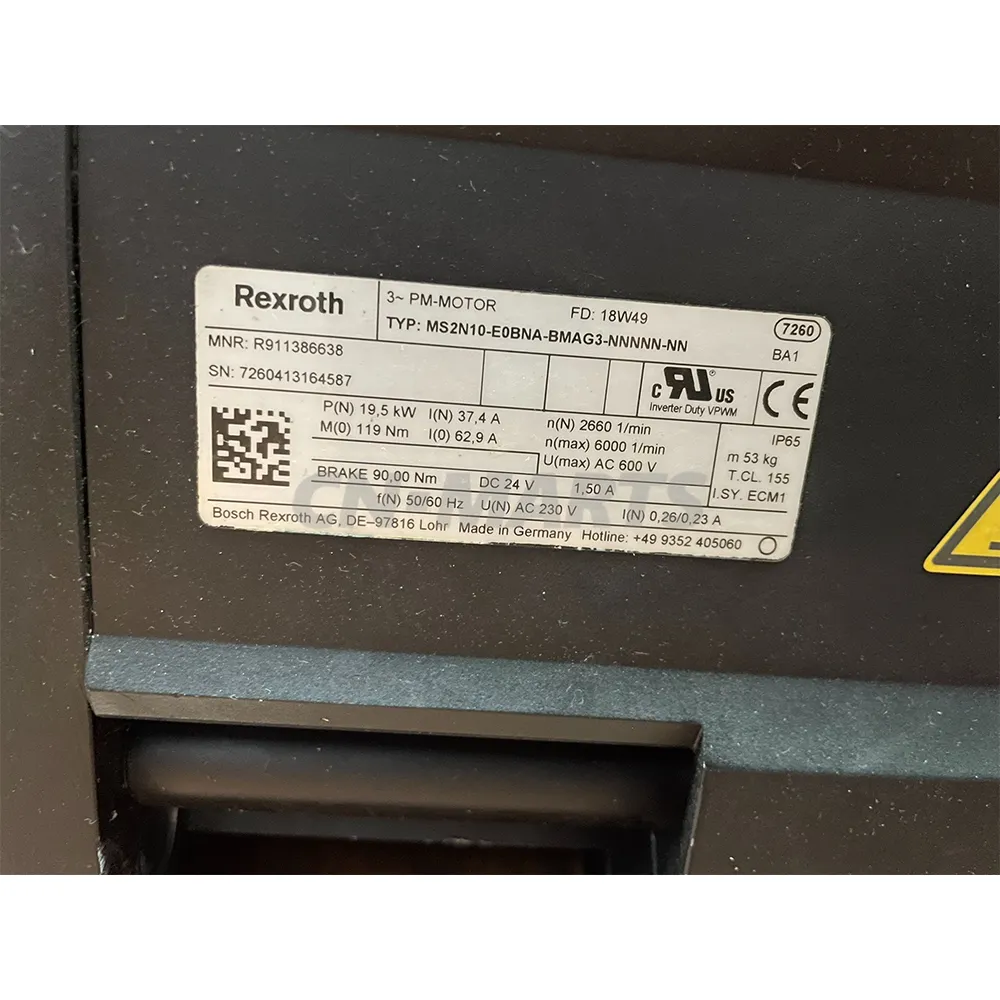 Rexroth
3~ PM-MOTOR FD: 18W49 7260
TYP: MS2N10-E0BNA-BMAG3-NNNNN-NN BA1
MNR: R911386638
SN: 7260413164587
c RU US
Inverter Duty VPWM
CE
P(N) 19,5 kW I(N) 37,4 A n(N) 2660 1/min IP65
M(0) 119 Nm I(0) 62,9 A n(max) 6000 1/min m 53 kg
U(max) AC 600 V T.CL. 155
BRAKE 90,00 Nm DC 24 V 1,50 A I.SY. ECM1
f(N) 50/60 Hz U(N) AC 230 V I(N) 0,26/0,23 A
Bosch Rexroth AG, DE-97816 Lohr Made in Germany Hotline: +49 9352 405060